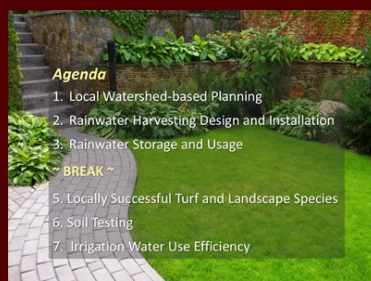 Agenda
1. Local Watershed-based Planning
2. Rainwater Harvesting Design and Installation
3. Rainwater Storage and Usage
~ BREAK ~
5. Locally Successful Turf and Landscape Species
6. Soil Testing
7. Irrigation Water Use Efficiency